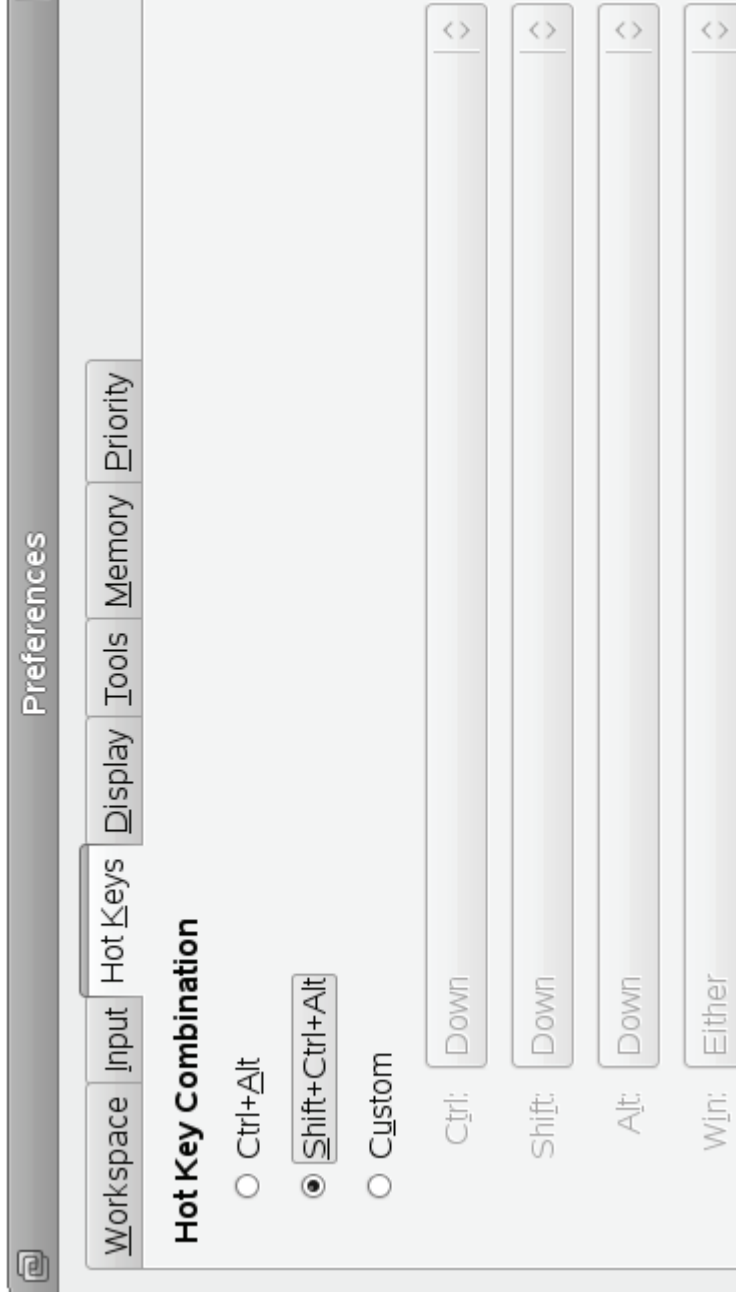 Preferences
Workspace Input Hot Keys Display Tools Memory Priority
Hot Key Combination
Ctrl+Alt
Shift+Ctrl+Alt
Custom
Ctrl: Down
Shift: Down
Alt: Down
Win: Either